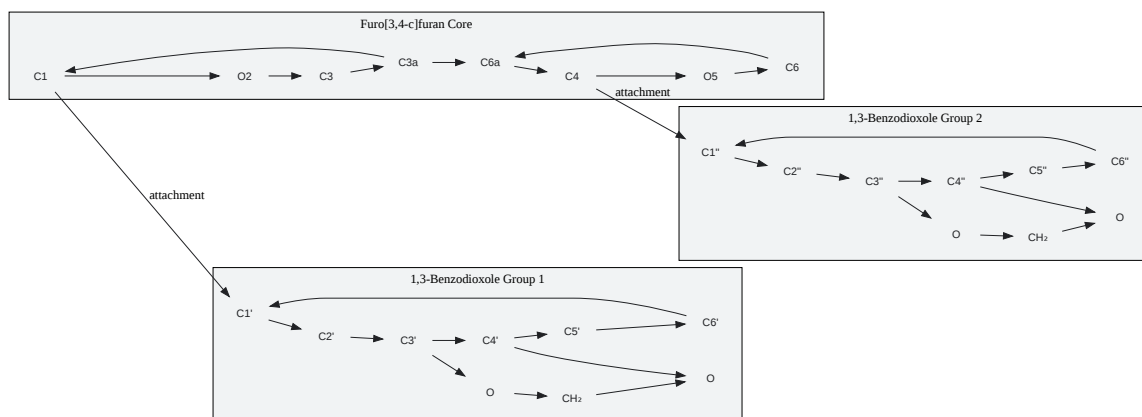 Furo[3,4-c]furan Core
C1
O2
C3
C3a
C6a
C4
O5
C6
attachment
attachment
1,3-Benzodioxole Group 2
C1"
C2"
C3"
C4"
C5"
C6"
O
CH₂
O
1,3-Benzodioxole Group 1
C1'
C2'
C3'
C4'
C5'
C6'
O
CH₂
O